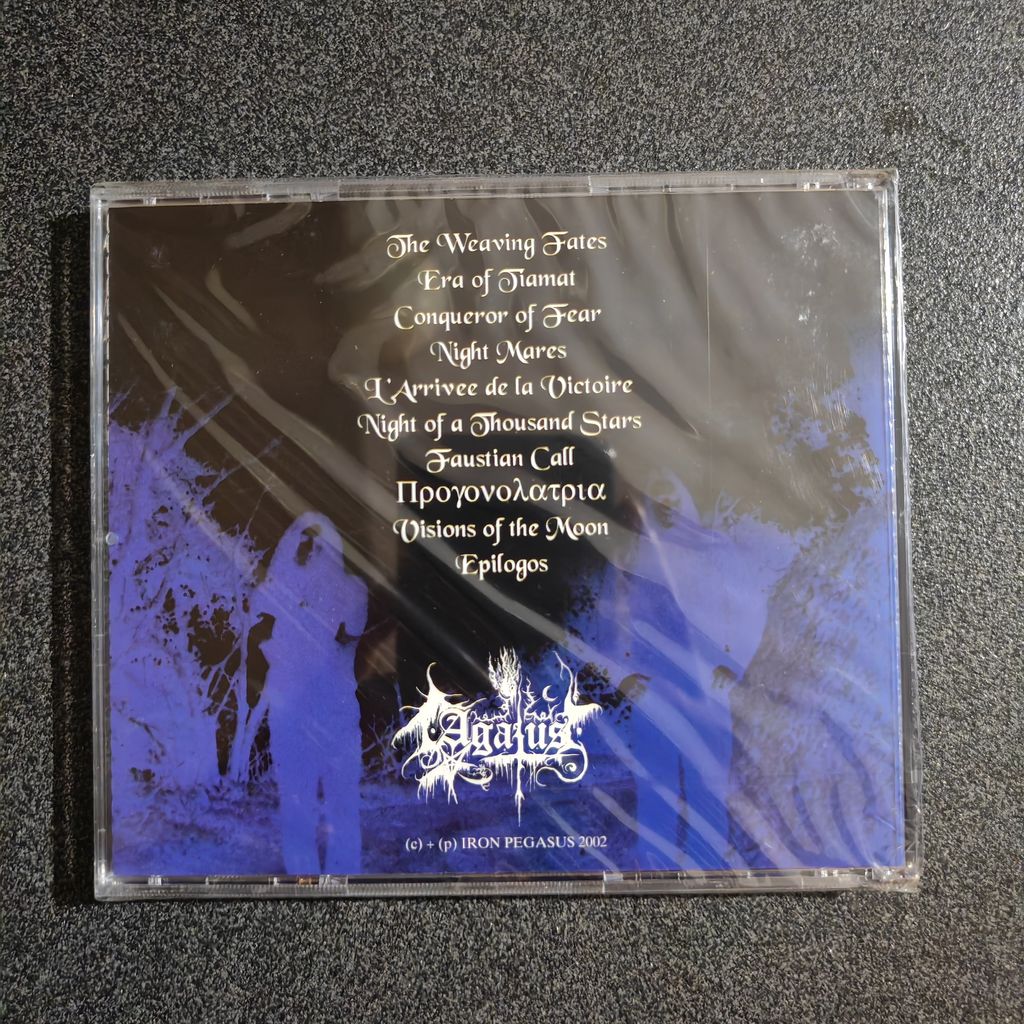 The Weaving Fates
Era of Tiamat
Conqueror of Fear
Night Mares
L'Arrivee de la Victoire
Night of a Thousand Stars
Faustian Call
Προγονολατρια
Visions of the Moon
Epilogos
Agatus
(c) + (p) IRON PEGASUS 2002